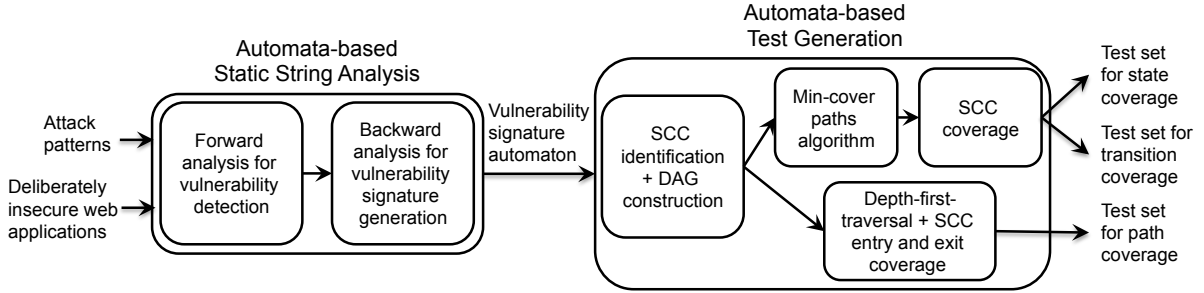 Automata-based
Static String Analysis
Attack
patterns
Deliberately
insecure web
applications
Forward
analysis for
vulnerability
detection
Backward
analysis for
vulnerability
signature
generation
Vulnerability
signature
automaton
Automata-based
Test Generation
SCC
identification
+ DAG
construction
Min-cover
paths
algorithm
SCC
coverage
Depth-first-
traversal + SCC
entry and exit
coverage
Test set
for state
coverage
Test set for
transition
coverage
Test set
for path
coverage